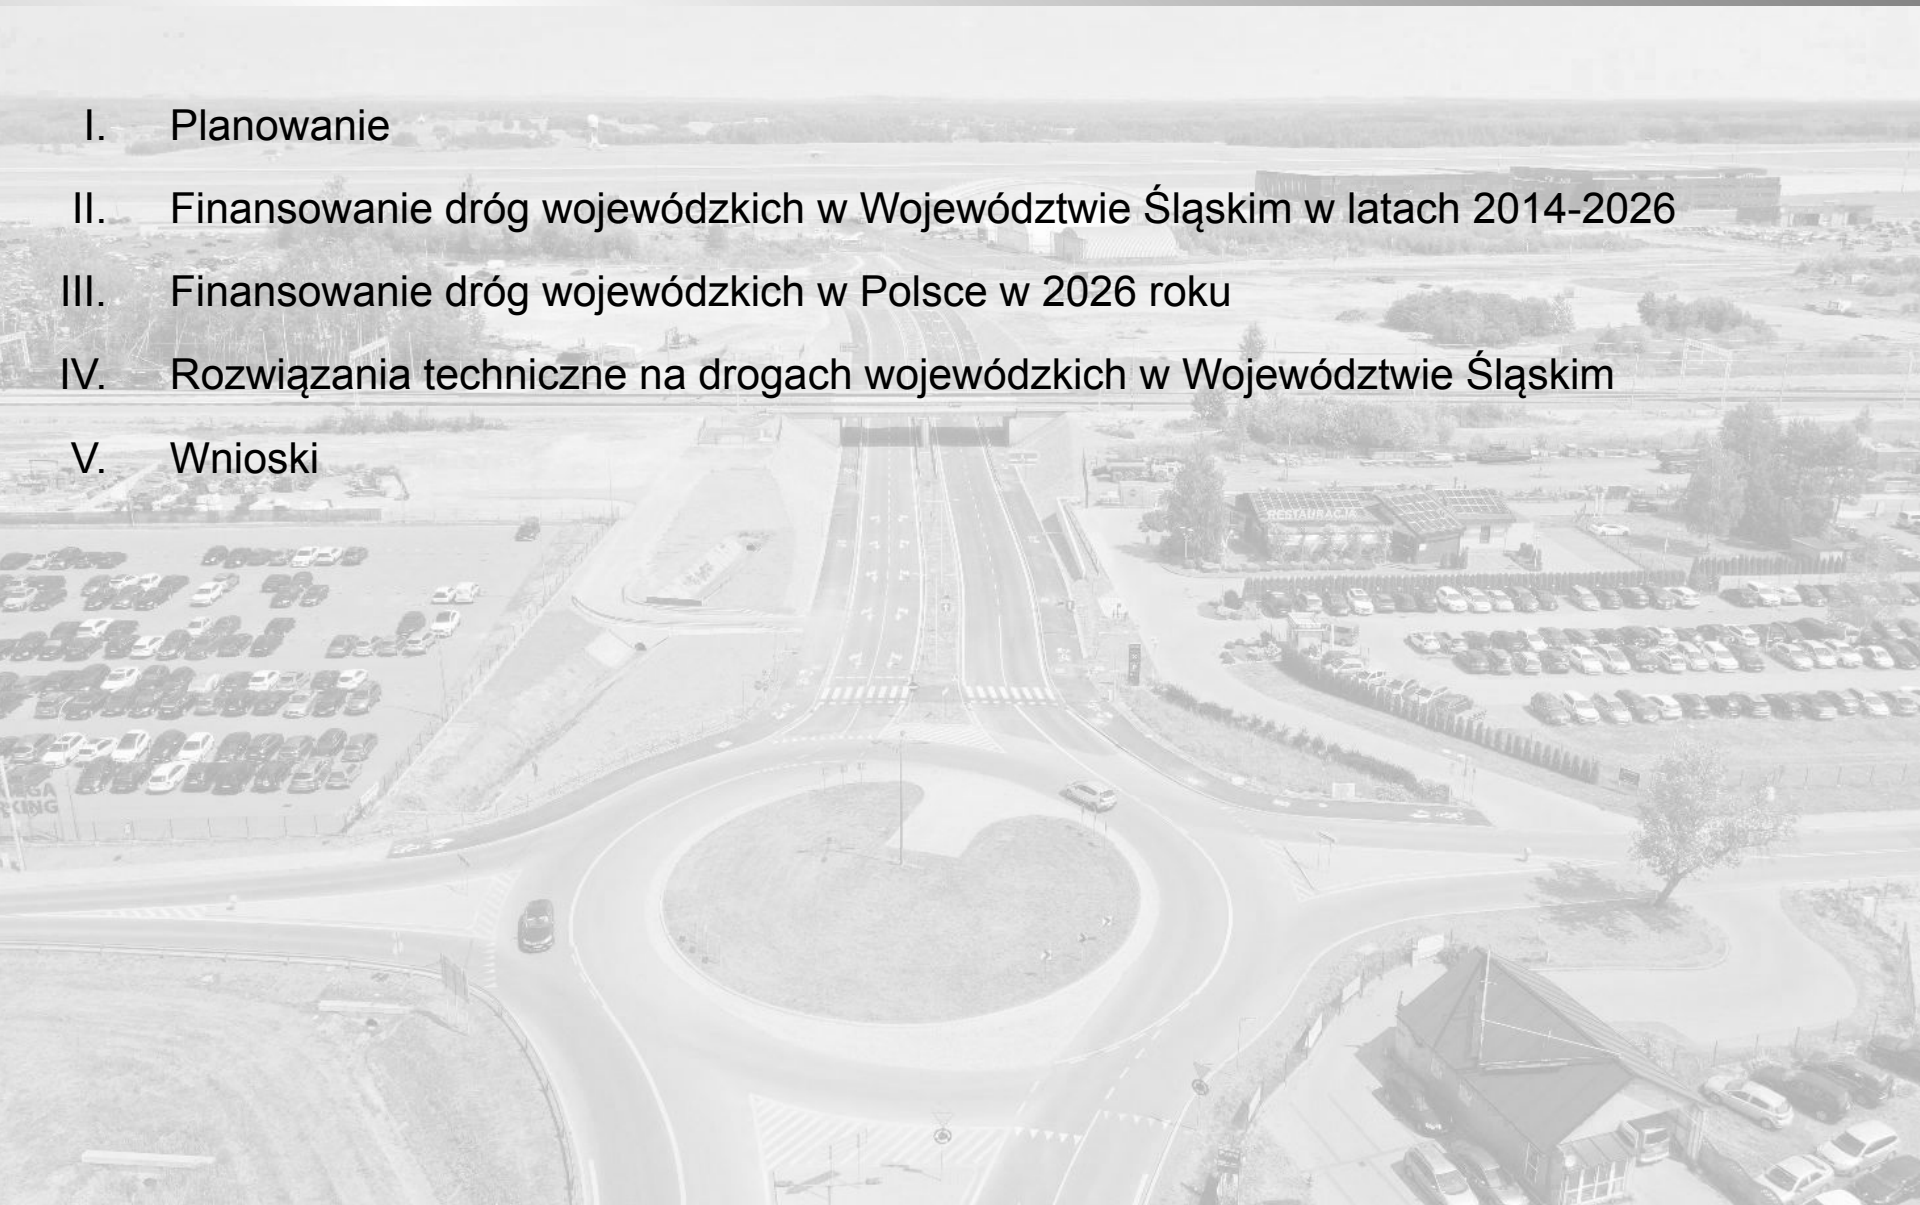 I. Planowanie
II. Finansowanie dróg wojewódzkich w Województwie Śląskim w latach 2014-2026
III. Finansowanie dróg wojewódzkich w Polsce w 2026 roku
IV. Rozwiązania techniczne na drogach wojewódzkich w Województwie Śląskim
V. Wnioski
RESTAURACJA